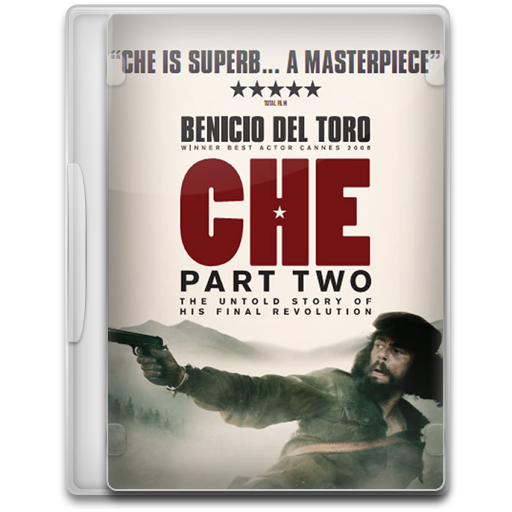 "CHE IS SUPERB... A MASTERPIECE"
★★★★★
TOTAL FILM
BENICIO DEL TORO
WINNER BEST ACTOR CANNES 2008
CHE
PART TWO
THE UNTOLD STORY OF
HIS FINAL REVOLUTION